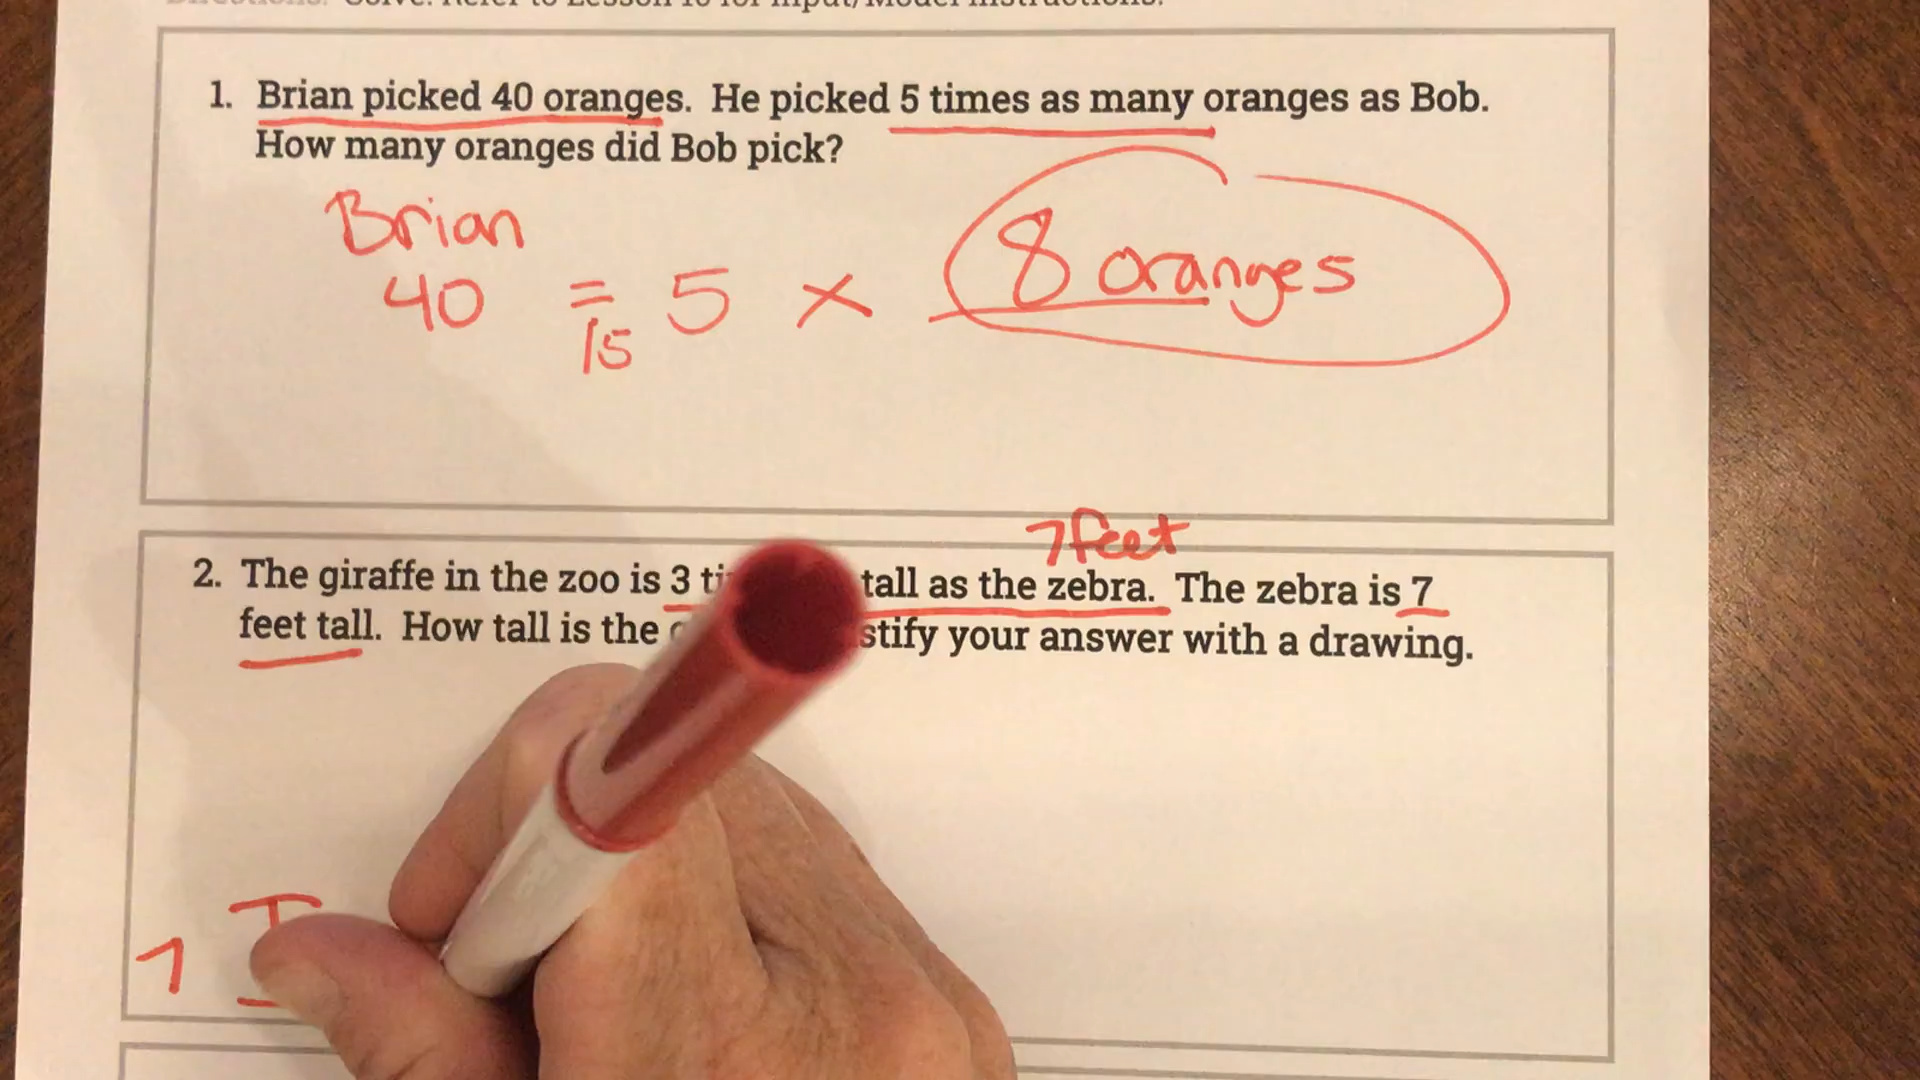 1. Brian picked 40 oranges. He picked 5 times as many oranges as Bob.
How many oranges did Bob pick?
Brian
40 = 5 × 8 oranges
15
7 feet
2. The giraffe in the zoo is 3 tall as the zebra. The zebra is 7
feet tall. How tall is the your answer with a drawing.
7